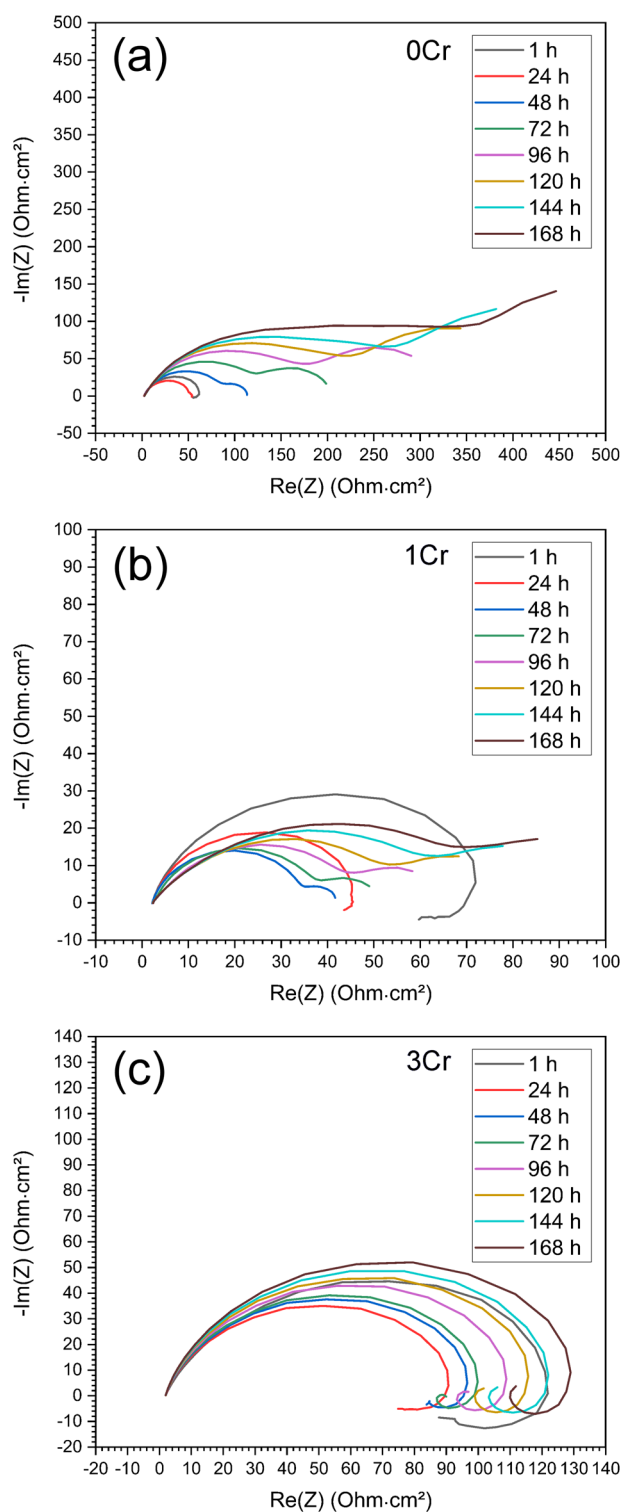 (a)
0Cr
1 h
24 h
48 h
72 h
96 h
120 h
144 h
168 h
-Im(Z) (Ohm·cm²)
500
450
400
350
300
250
200
150
100
50
0
-50
-50 0 50 100 150 200 250 300 350 400 450 500
Re(Z) (Ohm·cm²)
(b)
1Cr
1 h
24 h
48 h
72 h
96 h
120 h
144 h
168 h
-Im(Z) (Ohm·cm²)
100
90
80
70
60
50
40
30
20
10
0
-10
-10 0 10 20 30 40 50 60 70 80 90 100
Re(Z) (Ohm·cm²)
(c)
3Cr
1 h
24 h
48 h
72 h
96 h
120 h
144 h
168 h
-Im(Z) (Ohm·cm²)
140
130
120
110
100
90
80
70
60
50
40
30
20
10
0
-10
-20
-20 -10 0 10 20 30 40 50 60 70 80 90 100 110 120 130 140
Re(Z) (Ohm·cm²)